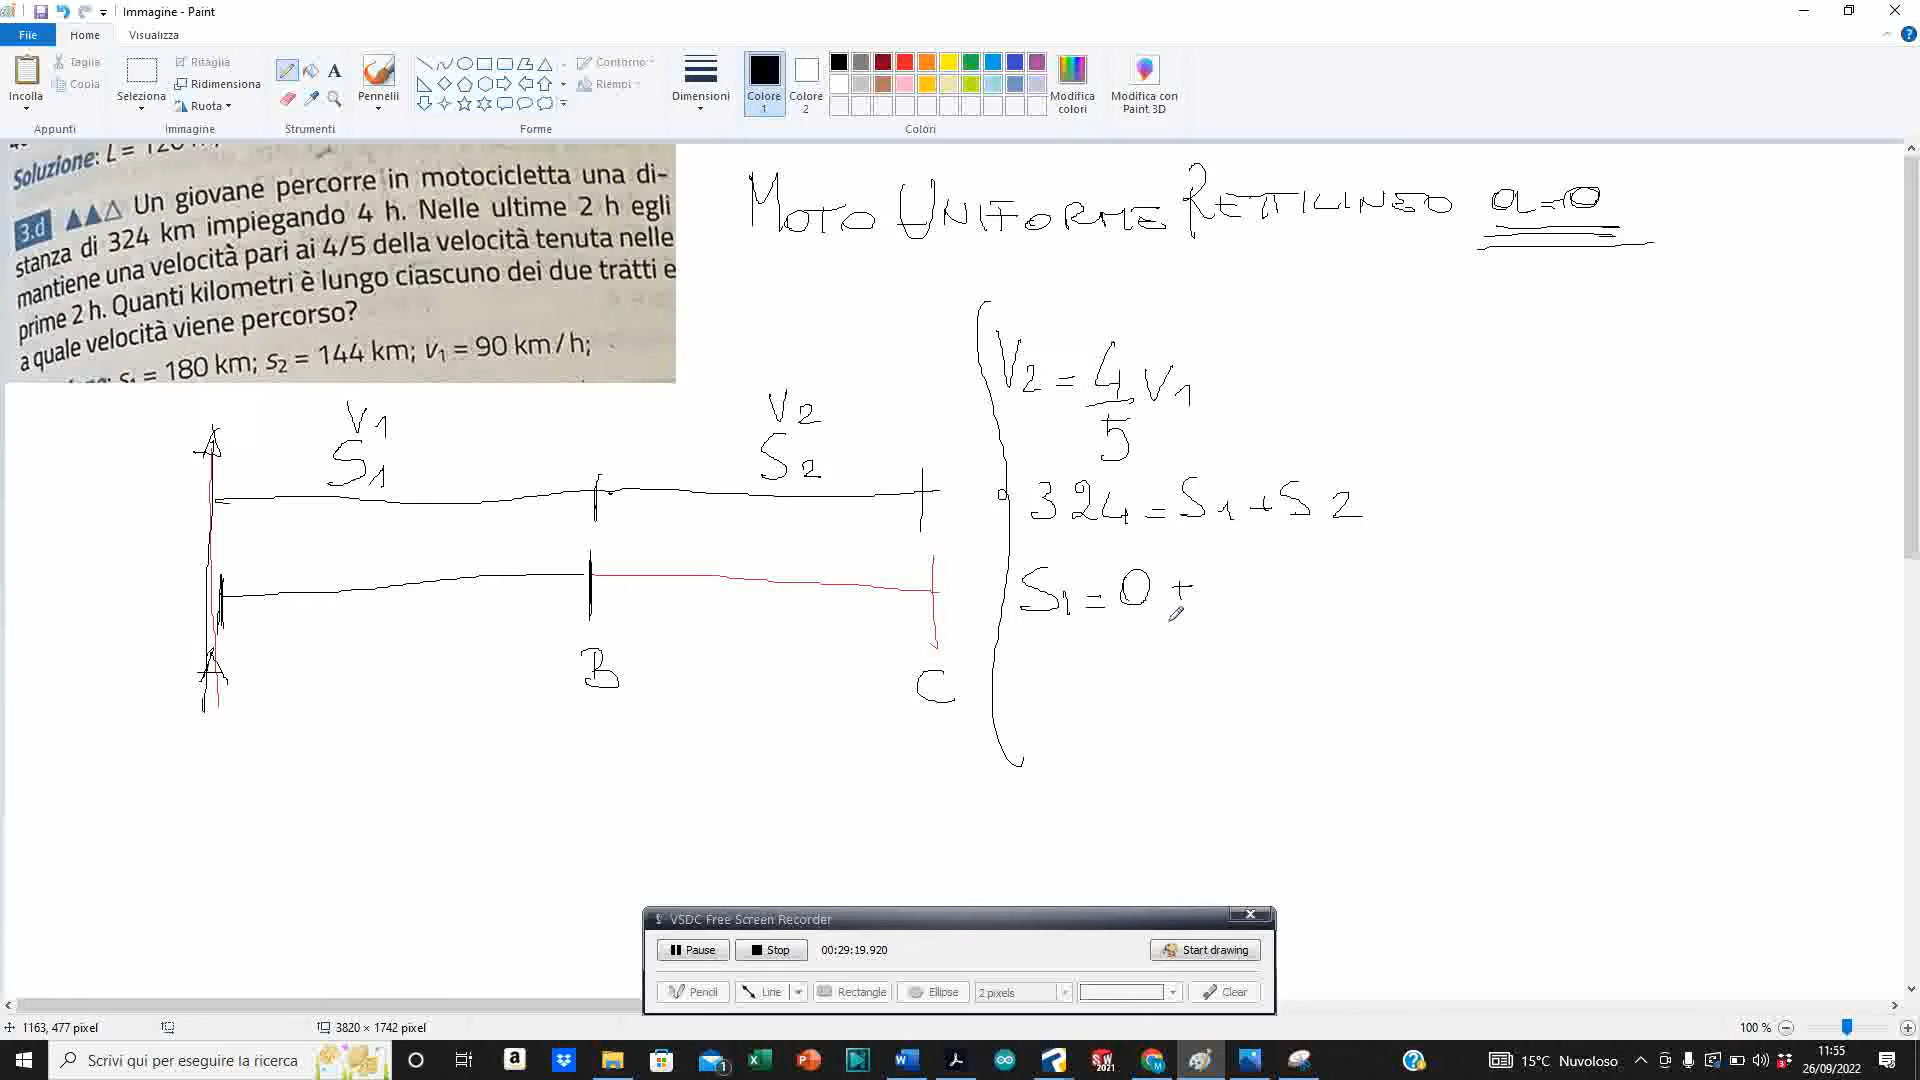 Immagine - Paint
File Home Visualizza
Incolla
Taglia
Copia
Appunti
Seleziona
Ritaglia
Ridimensiona
Ruota
Immagine
Strumenti
Pennelli
Contorno
Riempi
Forme
Dimensioni
Colore 1
Colore 2
Colori
Modifica colori
Modifica con Paint 3D
Soluzione: L =
3.d Un giovane percorre in motocicletta una di-
stanza di 324 km impiegando 4 h. Nelle ultime 2 h egli
mantiene una velocità pari ai 4/5 della velocità tenuta nelle
prime 2 h. Quanti kilometri è lungo ciascuno dei due tratti e
a quale velocità viene percorso?
s1 = 180 km; s2 = 144 km; v1 = 90 km/h;
MOTO UNIFORME RETTILINEO a=0
V1
S1
V2
S2
V2 = 4/5 V1
324 = S1 + S2
S1 = 0 +
A B C
VSDC Free Screen Recorder
Pause Stop 00:29:19.920 Start drawing
Pencil Line Rectangle Ellipse 2 pixels Clear
1163, 477 pixel 3820 × 1742 pixel 100 %
Scrivi qui per eseguire la ricerca
15°C Nuvoloso
11:55
26/09/2022